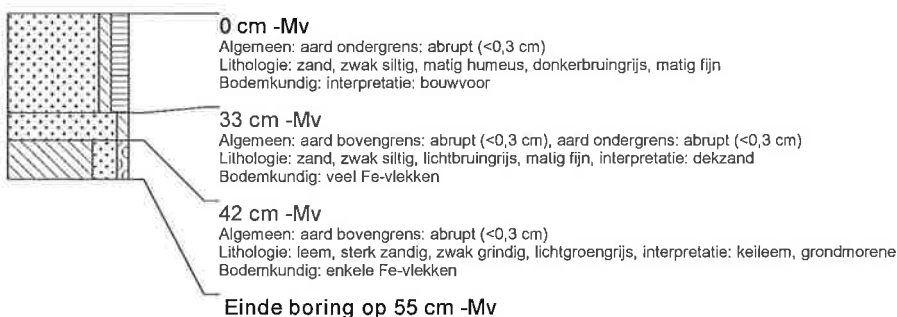 0 cm -Mv
Algemeen: aard ondergrens: abrupt (<0,3 cm)
Lithologie: zand, zwak siltig, matig humeus, donkerbruingrijs, matig fijn
Bodemkundig: interpretatie: bouwvoor
33 cm -Mv
Algemeen: aard bovengrens: abrupt (<0,3 cm), aard ondergrens: abrupt (<0,3 cm)
Lithologie: zand, zwak siltig, lichtbruingrijs, matig fijn, interpretatie: dekzand
Bodemkundig: veel Fe-vlekken
42 cm -Mv
Algemeen: aard bovengrens: abrupt (<0,3 cm)
Lithologie: leem, sterk zandig, zwak grindig, lichtgroengrijs, interpretatie: keileem, grondmorene
Bodemkundig: enkele Fe-vlekken
Einde boring op 55 cm -Mv